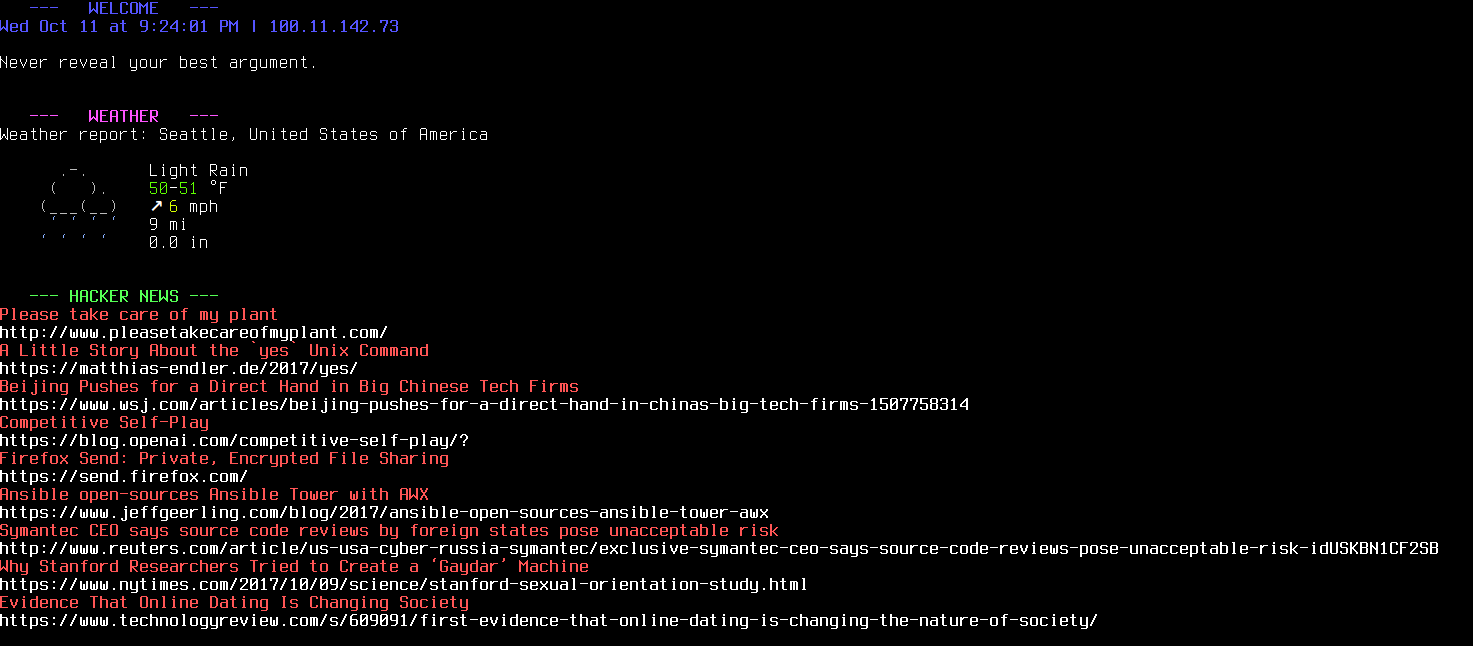 --- WELCOME ---
Wed Oct 11 at 9:24:01 PM | 100.11.142.73
Never reveal your best argument.
--- WEATHER ---
Weather report: Seattle, United States of America
Light Rain
50-51 °F
↗ 6 mph
9 mi
0.0 in
--- HACKER NEWS ---
Please take care of my plant
http://www.pleasetakecareofmyplant.com/
A Little Story About the `yes` Unix Command
https://matthias-endler.de/2017/yes/
Beijing Pushes for a Direct Hand in Big Chinese Tech Firms
https://www.wsj.com/articles/beijing-pushes-for-a-direct-hand-in-chinas-big-tech-firms-1507758314
Competitive Self-Play
https://blog.openai.com/competitive-self-play/?
Firefox Send: Private, Encrypted File Sharing
https://send.firefox.com/
Ansible open-sources Ansible Tower with AWX
https://www.jeffgeerling.com/blog/2017/ansible-open-sources-ansible-tower-awx
Symantec CEO says source code reviews by foreign states pose unacceptable risk
http://www.reuters.com/article/us-usa-cyber-russia-symantec/exclusive-symantec-ceo-says-source-code-reviews-pose-unacceptable-risk-idUSKBN1CF2SB
Why Stanford Researchers Tried to Create a ‘Gaydar’ Machine
https://www.nytimes.com/2017/10/09/science/stanford-sexual-orientation-study.html
Evidence That Online Dating Is Changing Society
https://www.technologyreview.com/s/609091/first-evidence-that-online-dating-is-changing-the-nature-of-society/